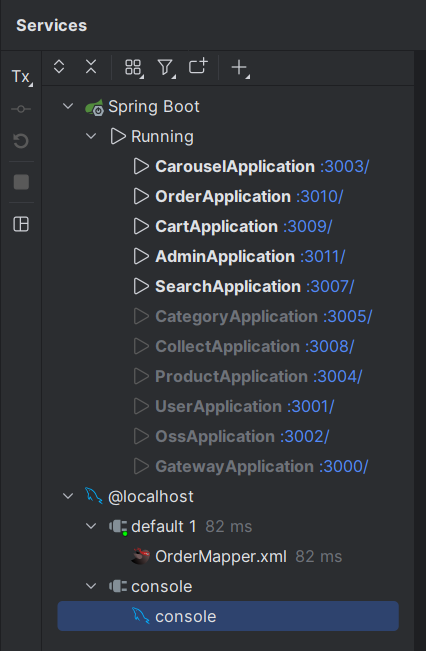 Services
Tx
Spring Boot
Running
CarouselApplication :3003/
OrderApplication :3010/
CartApplication :3009/
AdminApplication :3011/
SearchApplication :3007/
CategoryApplication :3005/
CollectApplication :3008/
ProductApplication :3004/
UserApplication :3001/
OssApplication :3002/
GatewayApplication :3000/
@localhost
default 1 82 ms
OrderMapper.xml 82 ms
console
console